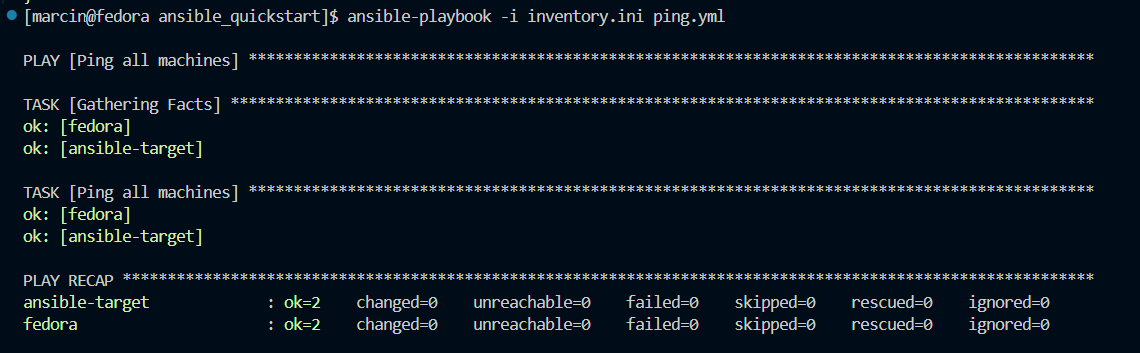 [marcin@fedora ansible_quickstart]$ ansible-playbook -i inventory.ini ping.yml
PLAY [Ping all machines] **********************************************************************************************
TASK [Gathering Facts] ************************************************************************************************
ok: [fedora]
ok: [ansible-target]
TASK [Ping all machines] **********************************************************************************************
ok: [fedora]
ok: [ansible-target]
PLAY RECAP ************************************************************************************************************
ansible-target             : ok=2    changed=0    unreachable=0    failed=0    skipped=0    rescued=0    ignored=0
fedora                     : ok=2    changed=0    unreachable=0    failed=0    skipped=0    rescued=0    ignored=0